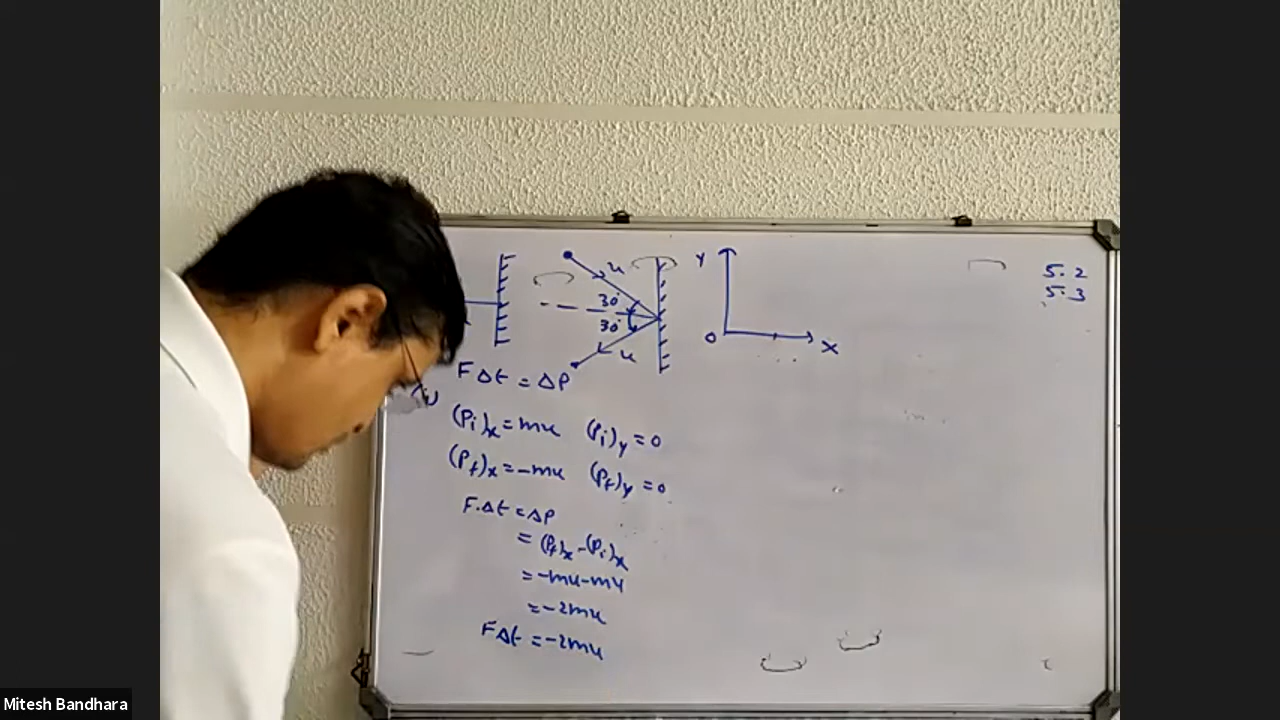 5.2
5.3
u
30°
30°
u
Y
O
X
FΔt = ΔP
(Pi)x = mu (Pi)y = 0
(Pf)x = -mu (Pf)y = 0
F.Δt = ΔP
= (Pf)x - (Pi)x
= -mu - mu
= -2mu
FΔt = -2mu
Mitesh Bandhara